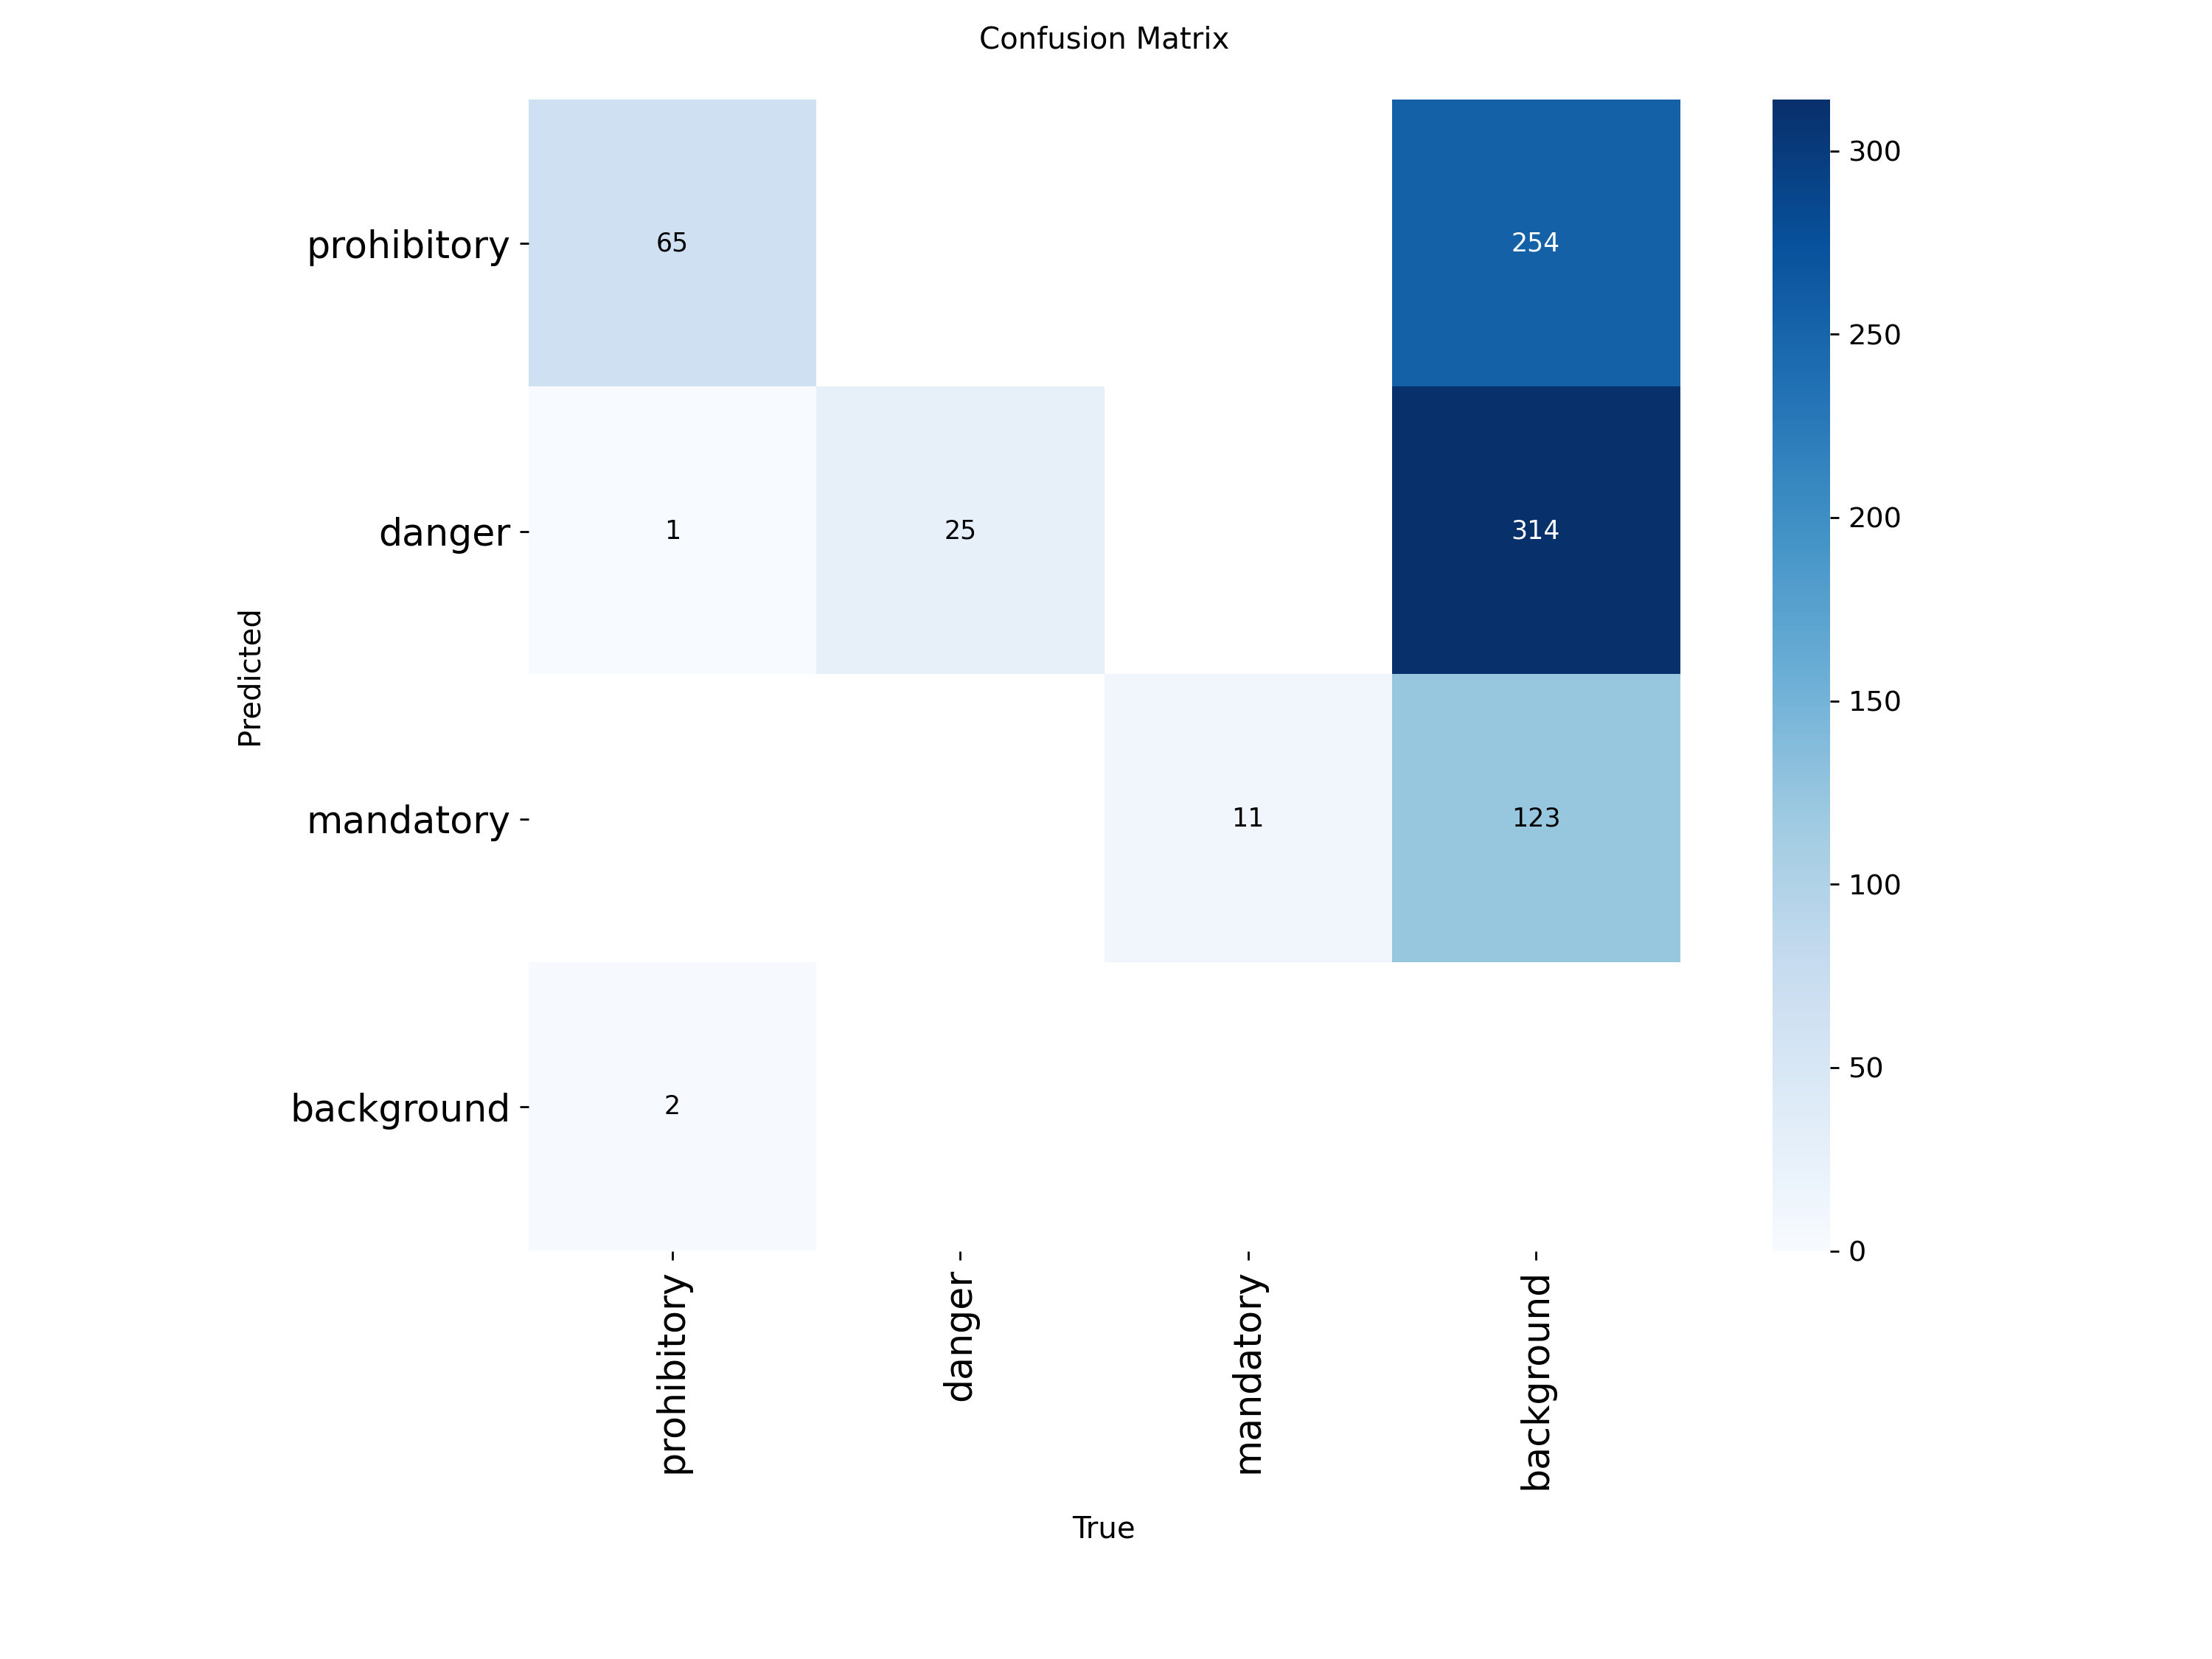 Confusion Matrix
prohibitory
65
254
300
250
danger
1
25
314
200
150
Predicted
mandatory
11
123
100
50
background
2
0
prohibitory
danger
mandatory
background
True